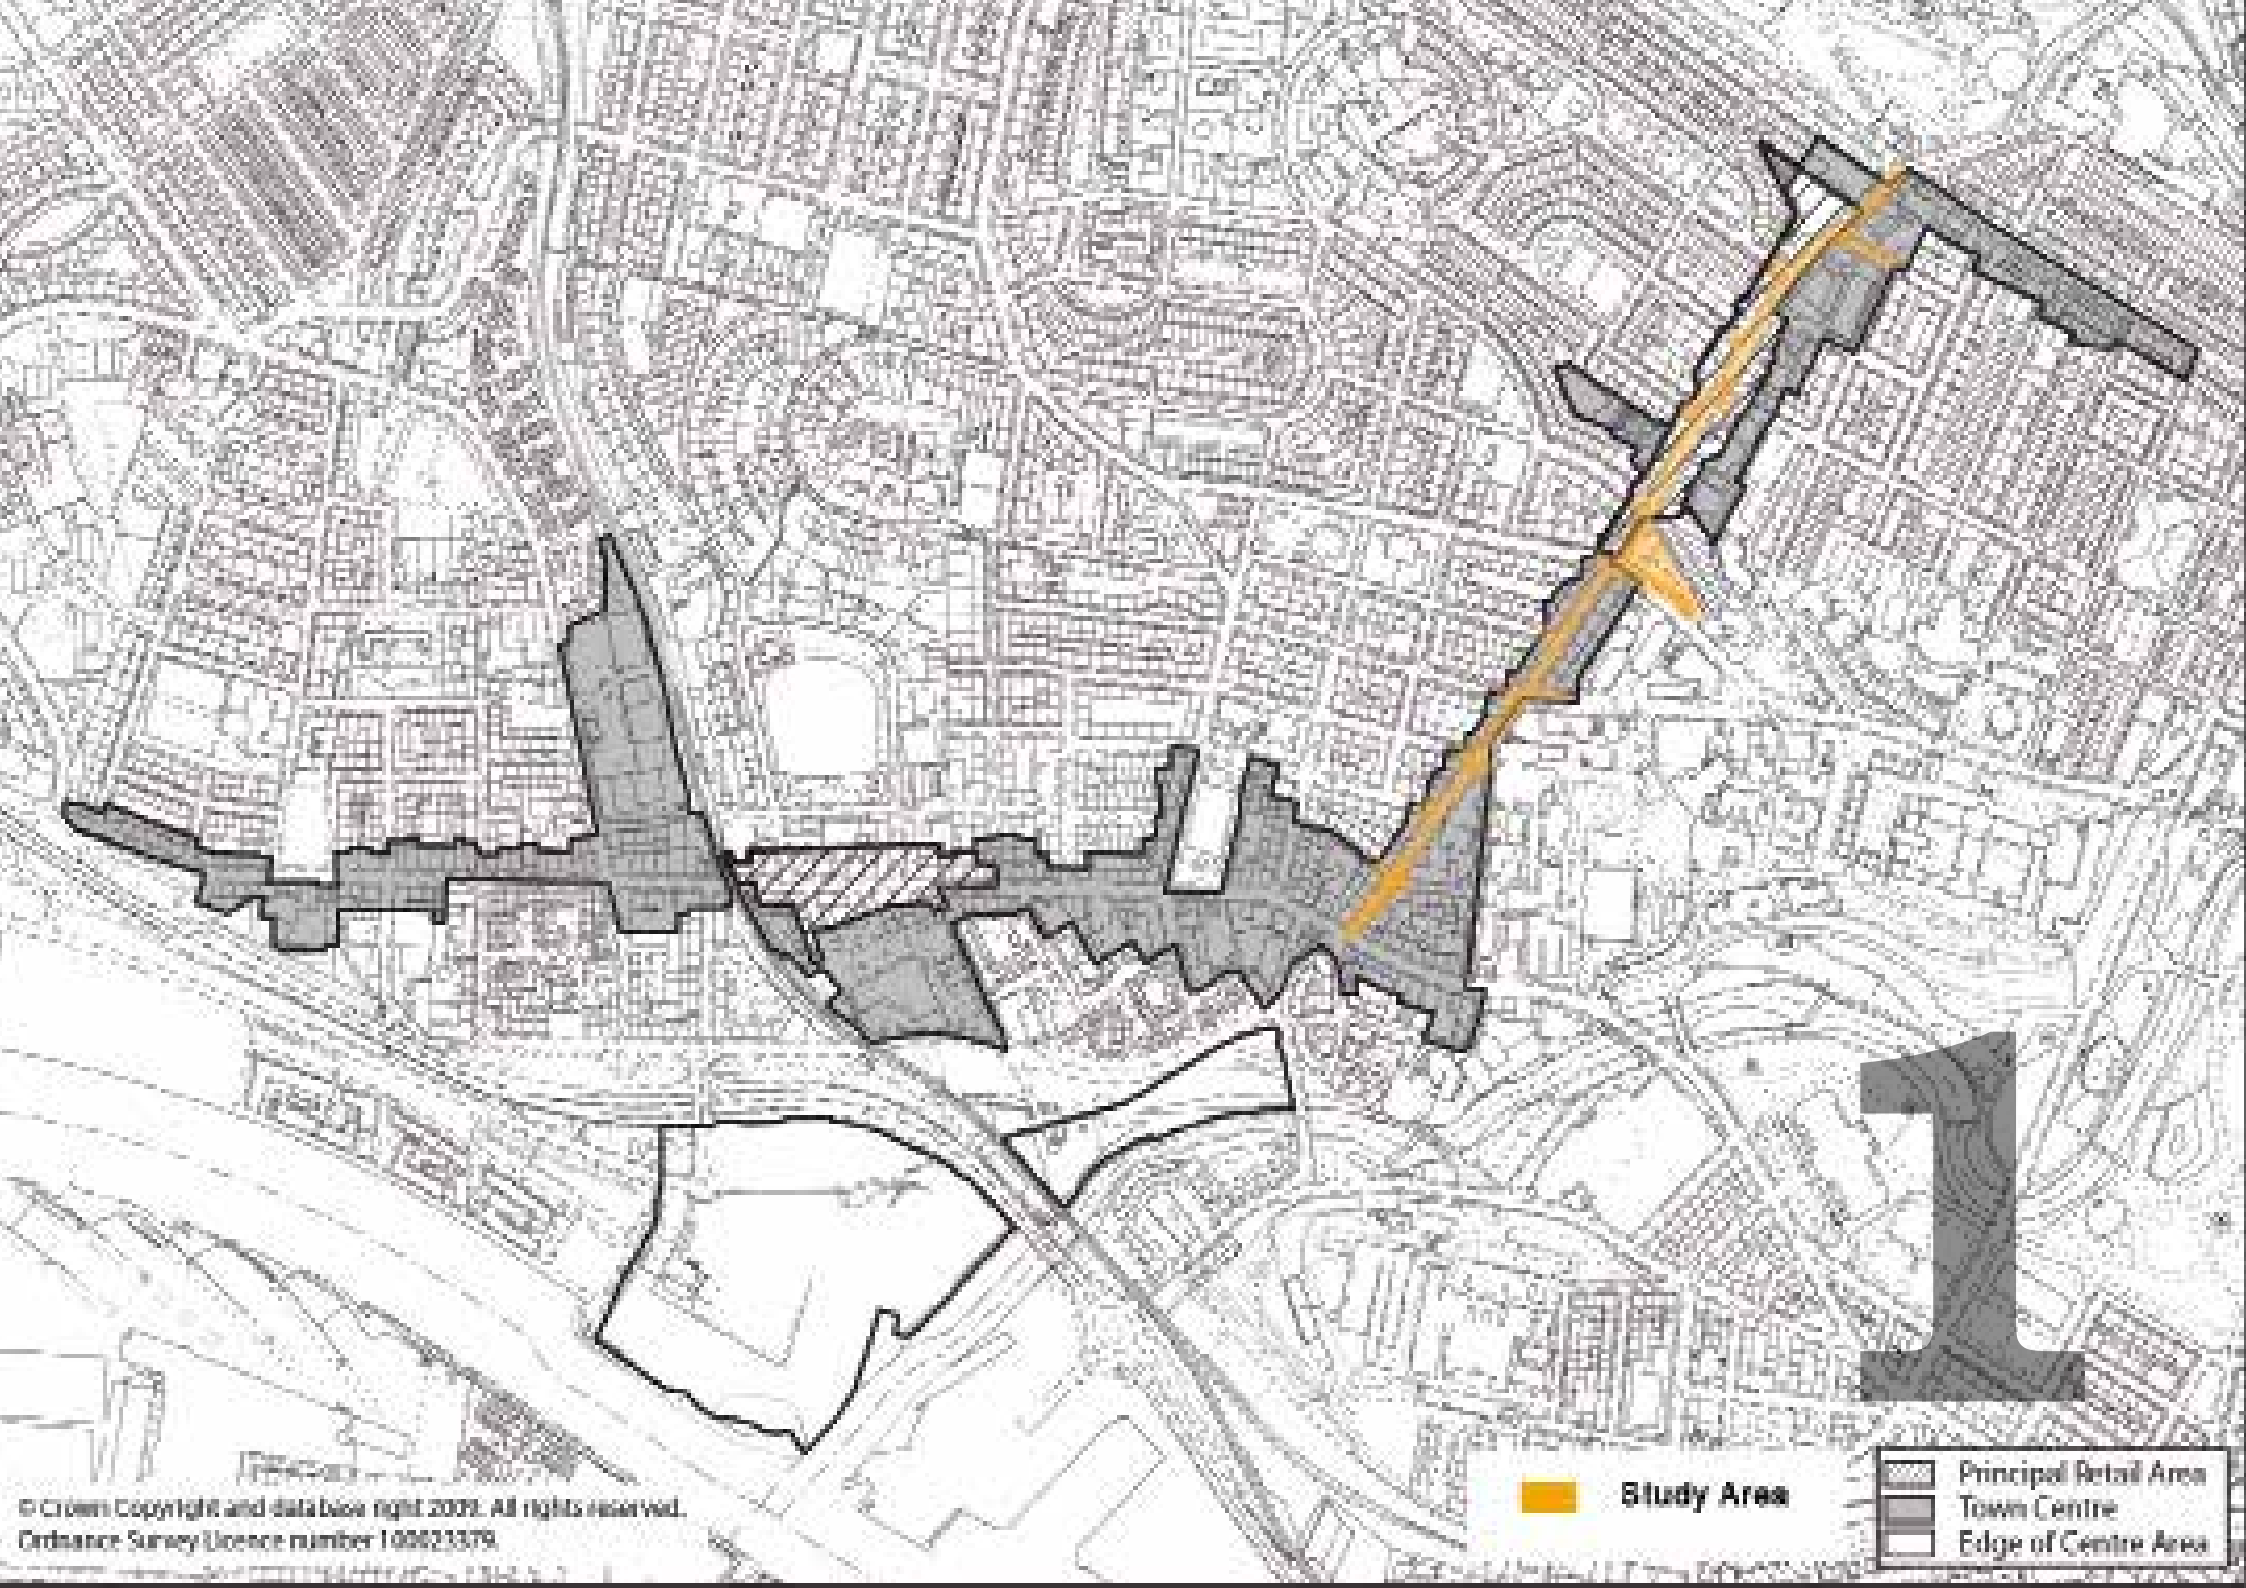 1
© Crown Copyright and database right 2009. All rights reserved.
Ordnance Survey Licence number 100023379.
Study Area
Principal Retail Area
Town Centre
Edge of Centre Area